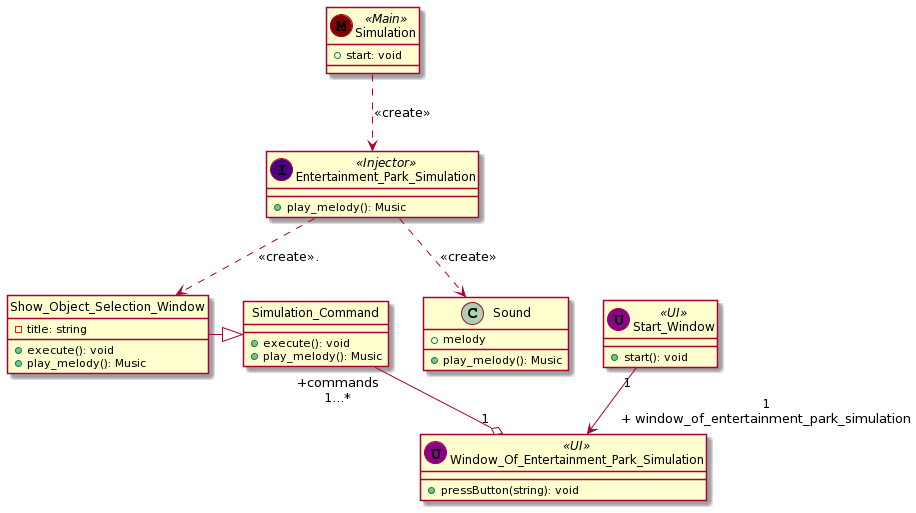 M
«Main»
Simulation
start: void
«create»
I
«Injector»
Entertainment_Park_Simulation
play_melody(): Music
«create».
«create»
Show_Object_Selection_Window
title: string
execute(): void
play_melody(): Music
Simulation_Command
execute(): void
play_melody(): Music
C
Sound
melody
play_melody(): Music
U
«UI»
Start_Window
start(): void
+commands
1...*
1
1
1
+ window_of_entertainment_park_simulation
U
«UI»
Window_Of_Entertainment_Park_Simulation
pressButton(string): void